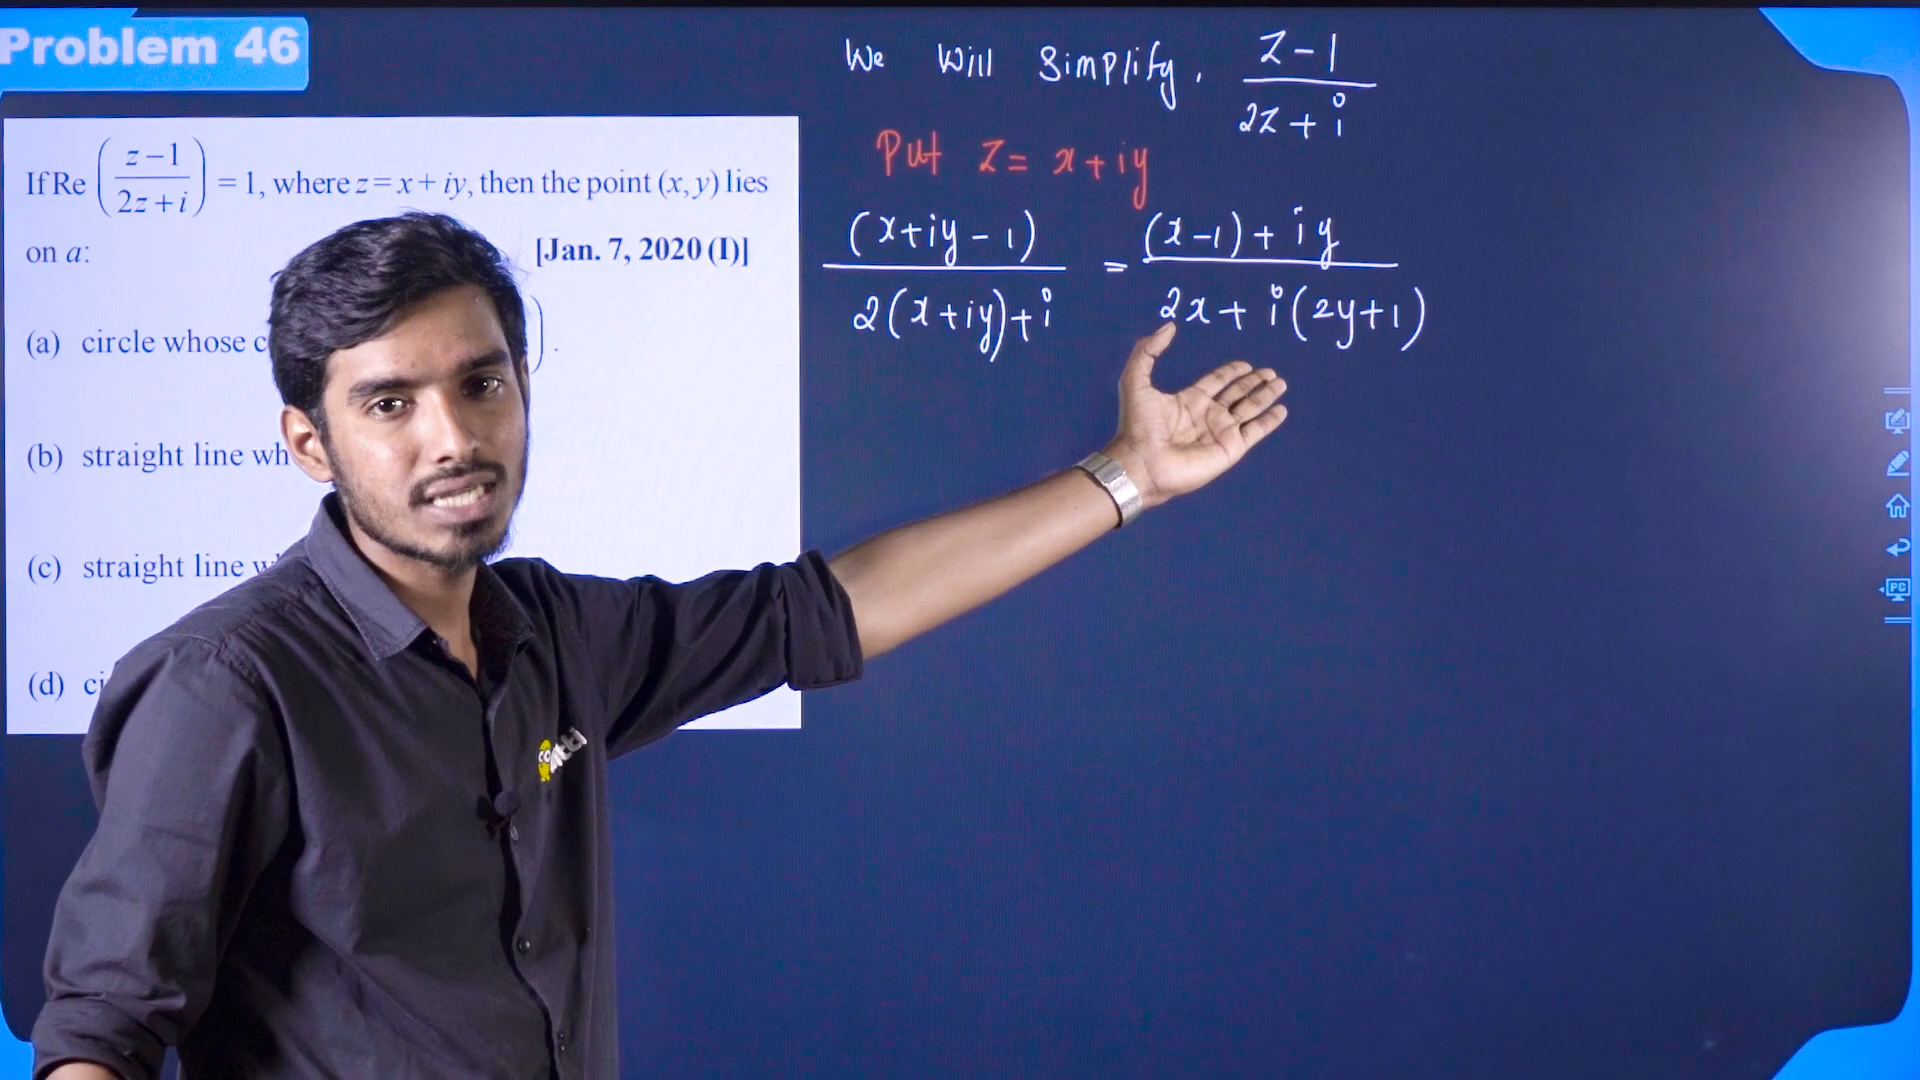 Problem 46
If Re ( z−1 / 2z+i ) = 1, where z = x + iy, then the point (x, y) lies
on a:
[Jan. 7, 2020 (I)]
(a) circle whose
(b) straight line
(c) straight line
(d)
We will simplify, z-1 / 2z+i
Put z = x+iy
(x+iy-1) / 2(x+iy)+i = (x-1)+iy / 2x+i(2y+1)
PC